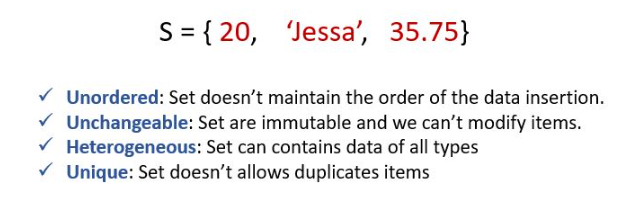 S = { 20, ‘Jessa’, 35.75}
✓ Unordered: Set doesn’t maintain the order of the data insertion.
✓ Unchangeable: Set are immutable and we can’t modify items.
✓ Heterogeneous: Set can contains data of all types
✓ Unique: Set doesn’t allows duplicates items